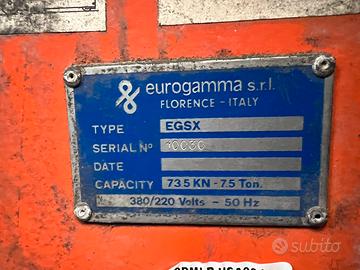 eurogamma s.r.l.
FLORENCE - ITALY
TYPE EGSX
SERIAL N°
DATE
CAPACITY 73.5 KN - 7.5 Ton.
380/220 Volts - 50 Hz
subito